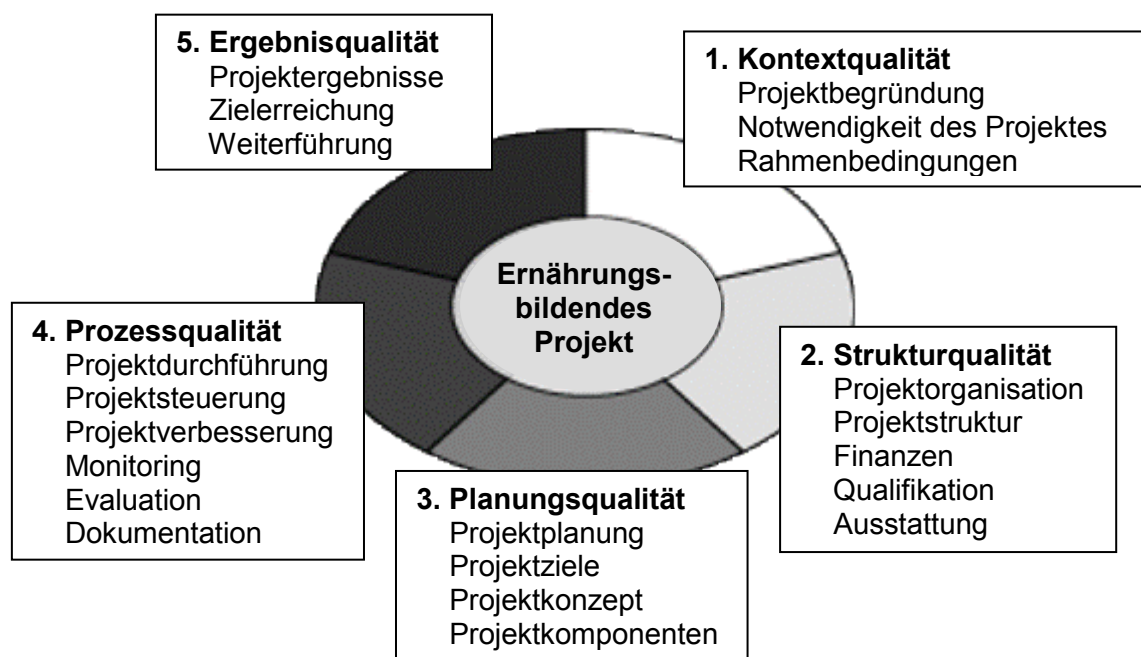 5. Ergebnisqualität
Projektergebnisse
Zielerreichung
Weiterführung
1. Kontextqualität
Projektbegründung
Notwendigkeit des Projektes
Rahmenbedingungen
Ernährungs-
bildendes
Projekt
4. Prozessqualität
Projektdurchführung
Projektsteuerung
Projektverbesserung
Monitoring
Evaluation
Dokumentation
2. Strukturqualität
Projektorganisation
Projektstruktur
Finanzen
Qualifikation
Ausstattung
3. Planungsqualität
Projektplanung
Projektziele
Projektkonzept
Projektkomponenten